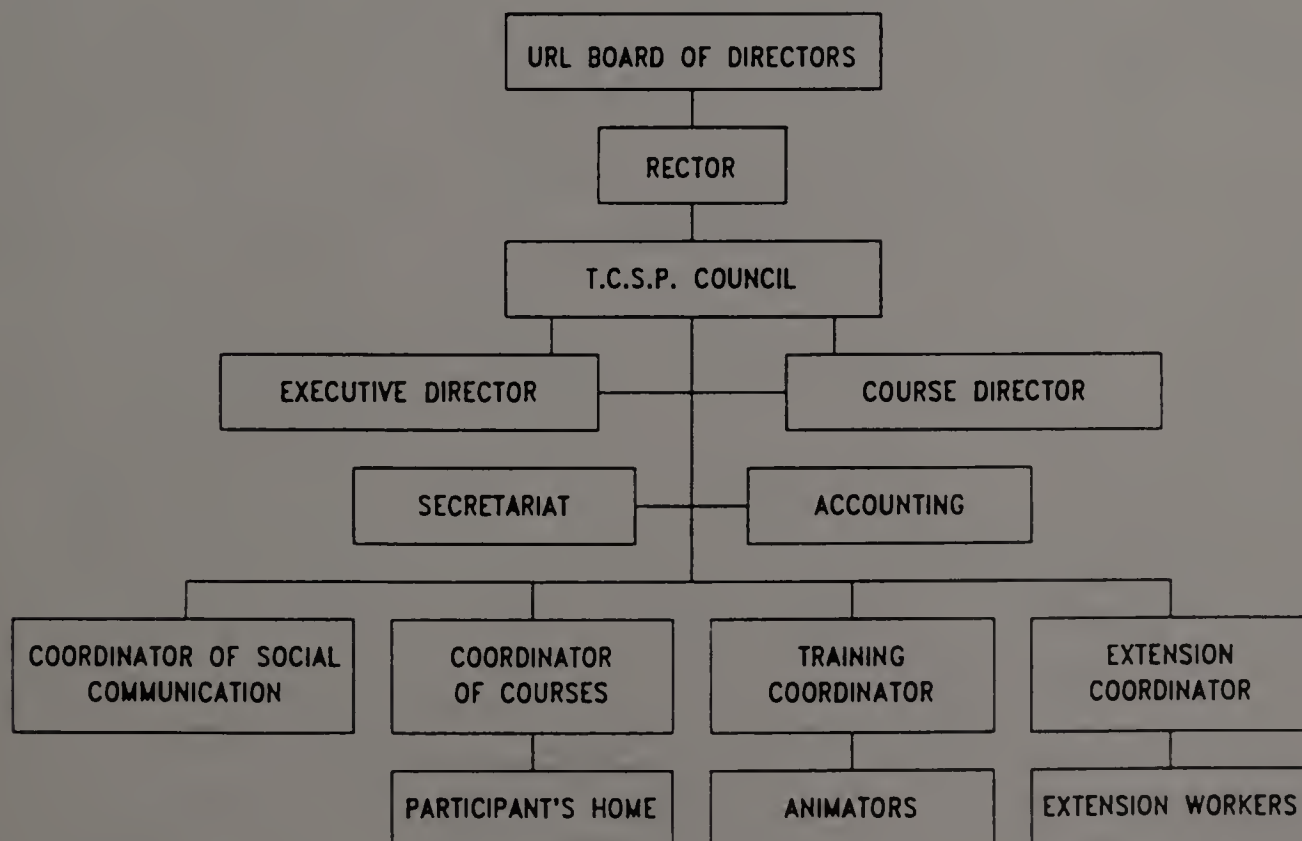 URL BOARD OF DIRECTORS
RECTOR
T.C.S.P. COUNCIL
EXECUTIVE DIRECTOR
COURSE DIRECTOR
SECRETARIAT
ACCOUNTING
COORDINATOR OF SOCIAL
COMMUNICATION
COORDINATOR
OF COURSES
TRAINING
COORDINATOR
EXTENSION
COORDINATOR
PARTICIPANT'S HOME
ANIMATORS
EXTENSION WORKERS